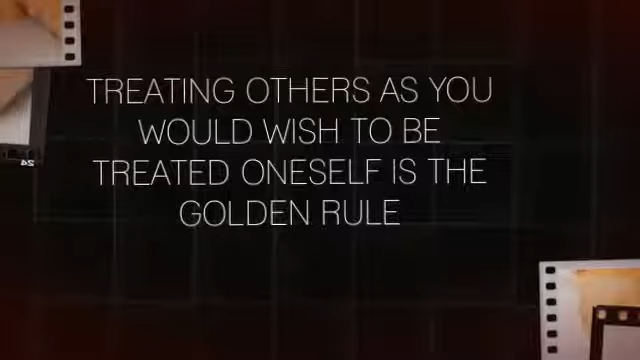 TREATING OTHERS AS YOU
WOULD WISH TO BE
TREATED ONESELF IS THE
GOLDEN RULE